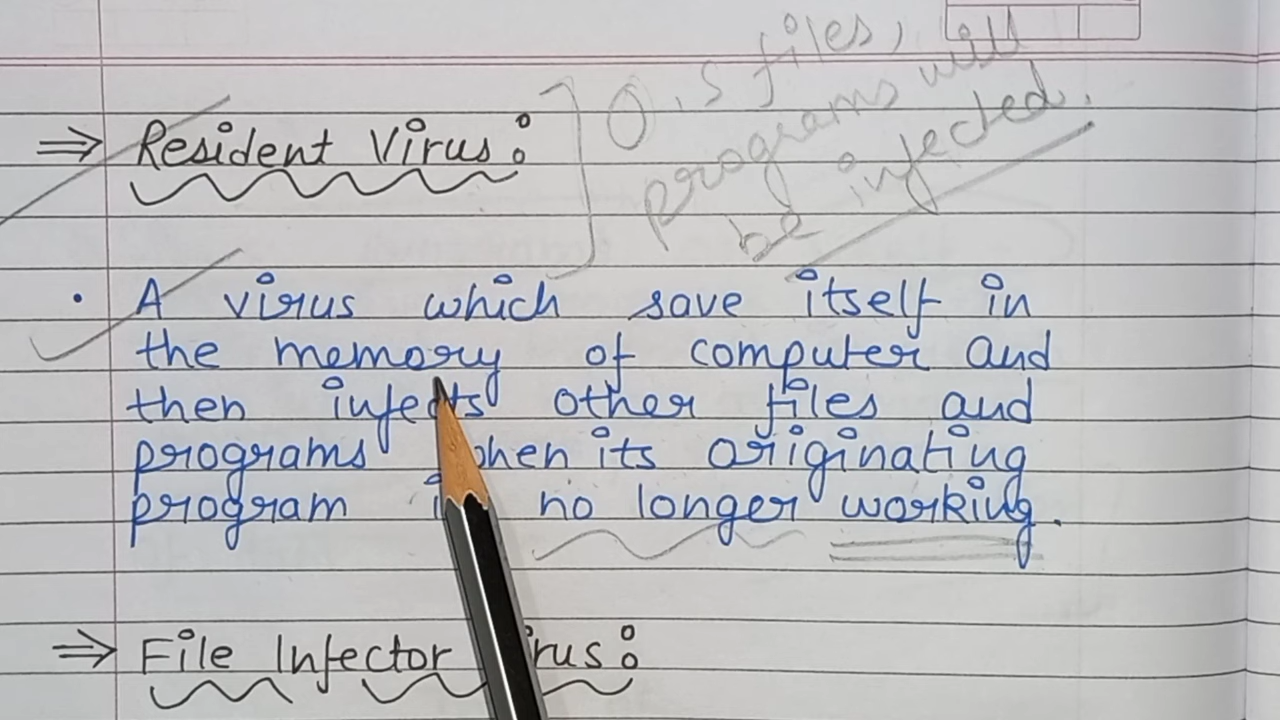 ⇒ Resident Virus:
O.S files,
programs will
be infected.
• A virus which save itself in
the memory of computer and
then infects other files and
programs when its originating
program is no longer working.
⇒ File Infector Virus: